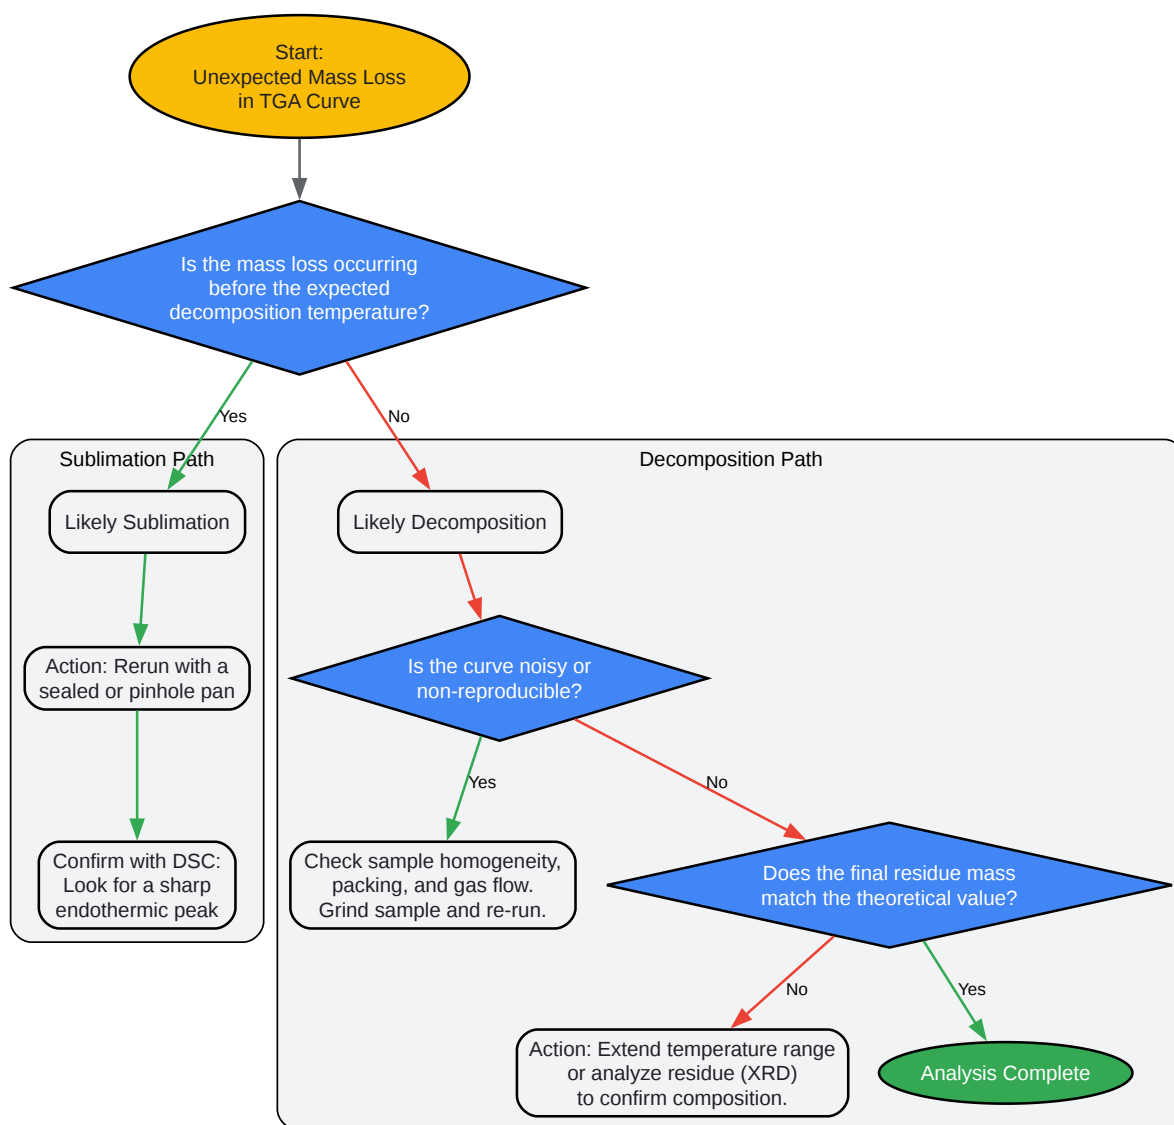 Start:
Unexpected Mass Loss
in TGA Curve
Is the mass loss occurring
before the expected
decomposition temperature?
Yes
No
Sublimation Path
Decomposition Path
Likely Sublimation
Likely Decomposition
Action: Rerun with a
sealed or pinhole pan
Is the curve noisy or
non-reproducible?
Yes
No
Confirm with DSC:
Look for a sharp
endothermic peak
Check sample homogeneity,
packing, and gas flow.
Grind sample and re-run.
Does the final residue mass
match the theoretical value?
No
Yes
Action: Extend temperature range
or analyze residue (XRD)
to confirm composition.
Analysis Complete